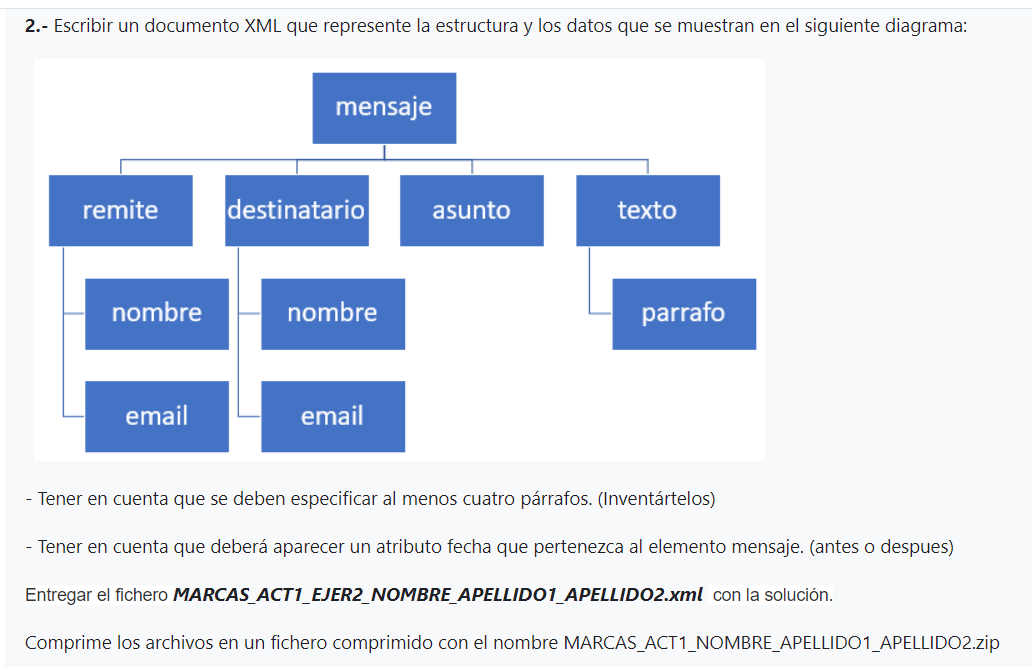 2.- Escribir un documento XML que represente la estructura y los datos que se muestran en el siguiente diagrama:
mensaje
remite
destinatario
asunto
texto
nombre
nombre
parrafo
email
email
- Tener en cuenta que se deben especificar al menos cuatro párrafos. (Inventártelos)
- Tener en cuenta que deberá aparecer un atributo fecha que pertenezca al elemento mensaje. (antes o despues)
Entregar el fichero MARCAS_ACT1_EJER2_NOMBRE_APELLIDO1_APELLIDO2.xml con la solución.
Comprime los archivos en un fichero comprimido con el nombre MARCAS_ACT1_NOMBRE_APELLIDO1_APELLIDO2.zip